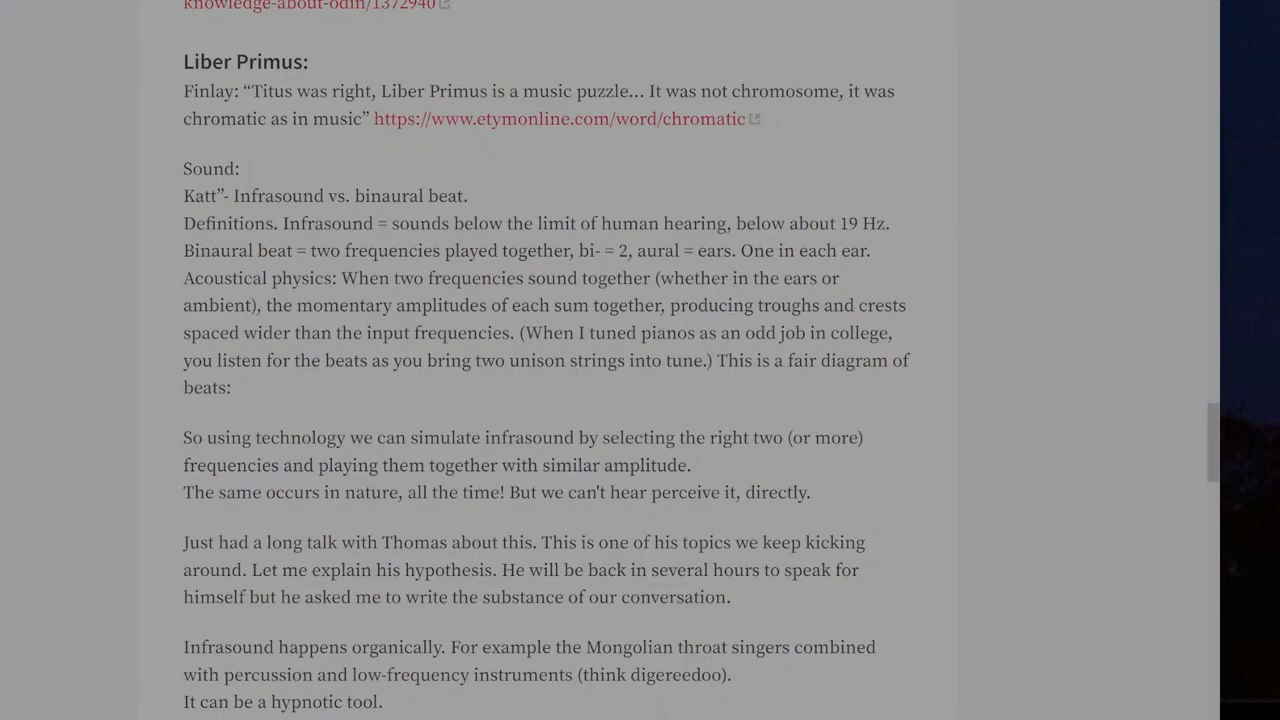 knowledge-about-odin/1372940
Liber Primus:
Finlay: “Titus was right, Liber Primus is a music puzzle... It was not chromosome, it was
chromatic as in music” https://www.etymonline.com/word/chromatic
Sound:
Katt”- Infrasound vs. binaural beat.
Definitions. Infrasound = sounds below the limit of human hearing, below about 19 Hz.
Binaural beat = two frequencies played together, bi- = 2, aural = ears. One in each ear.
Acoustical physics: When two frequencies sound together (whether in the ears or
ambient), the momentary amplitudes of each sum together, producing troughs and crests
spaced wider than the input frequencies. (When I tuned pianos as an odd job in college,
you listen for the beats as you bring two unison strings into tune.) This is a fair diagram of
beats:
So using technology we can simulate infrasound by selecting the right two (or more)
frequencies and playing them together with similar amplitude.
The same occurs in nature, all the time! But we can't hear perceive it, directly.
Just had a long talk with Thomas about this. This is one of his topics we keep kicking
around. Let me explain his hypothesis. He will be back in several hours to speak for
himself but he asked me to write the substance of our conversation.
Infrasound happens organically. For example the Mongolian throat singers combined
with percussion and low-frequency instruments (think digereedoo).
It can be a hypnotic tool.